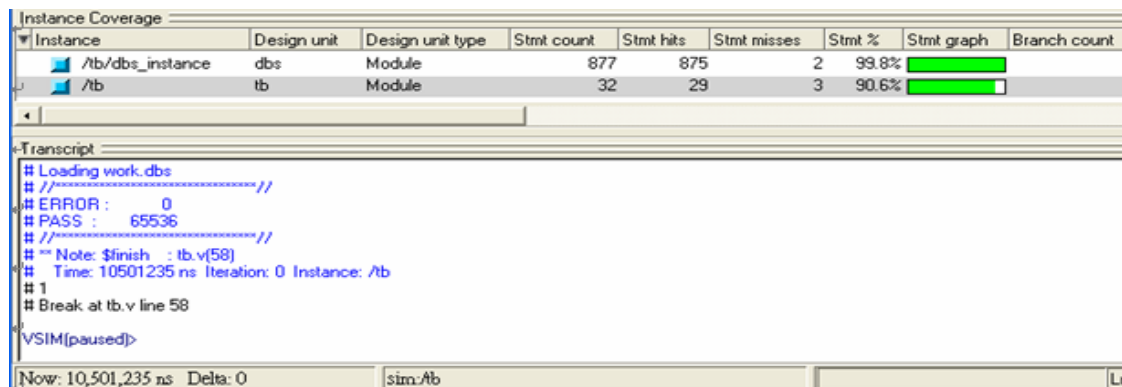 Instance Coverage
Instance Design unit Design unit type Stmt count Stmt hits Stmt misses Stmt % Stmt graph Branch count
/tb/dbs_instance dbs Module 877 875 2 99.8%
/tb tb Module 32 29 3 90.6%
Transcript
# Loading work.dbs
# //**********************************//
# ERROR : 0
# PASS : 65536
# //**********************************//
# ** Note: $finish : tb.v(58)
# Time: 10501235 ns Iteration: 0 Instance: /tb
# 1
# Break at tb.v line 58
VSIM(paused)>
Now: 10,501,235 ns Delta: 0 sim:/tb